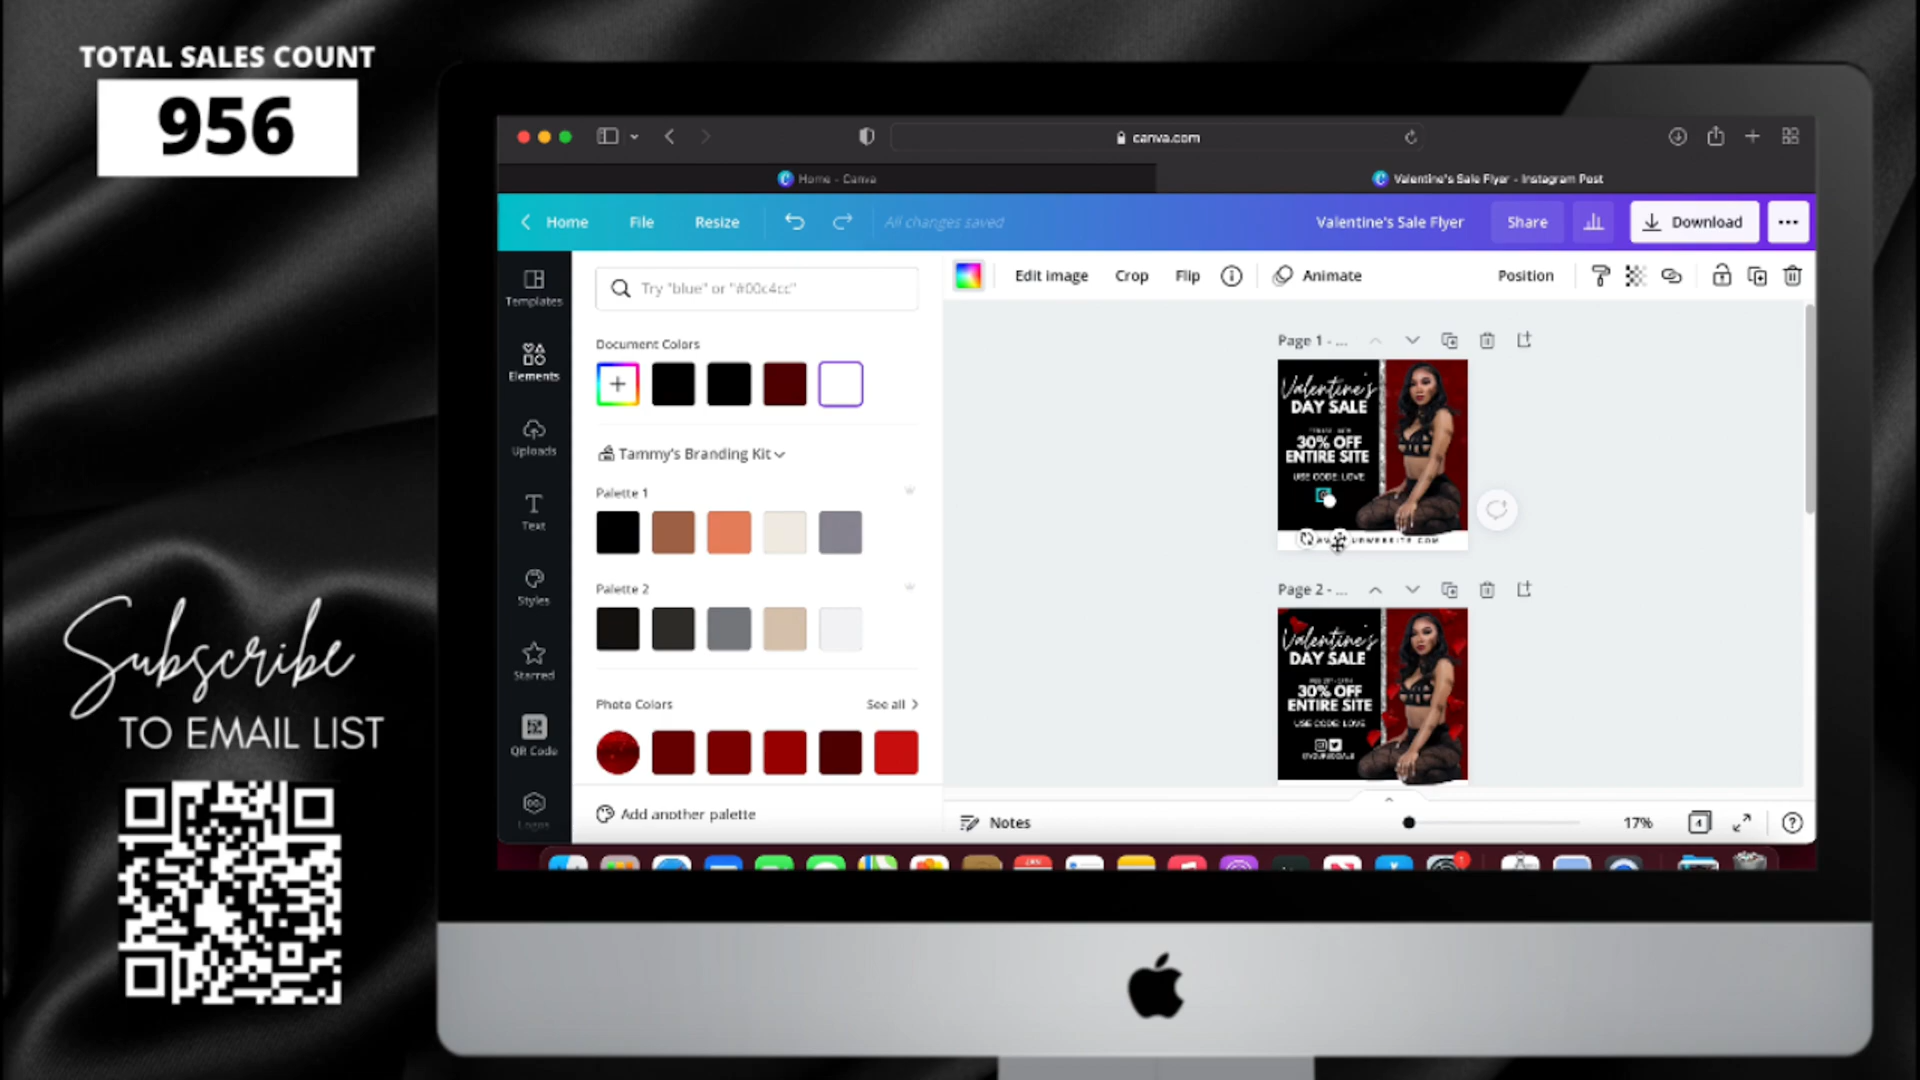 TOTAL SALES COUNT
956
Subscribe
TO EMAIL LIST
canva.com
Home - Canva
Valentine's Sale Flyer - Instagram Post
Home
File
Resize
All changes saved
Valentine's Sale Flyer
Share
Download
Templates
Elements
Uploads
Text
Styles
Starred
QR Code
Logos
Try "blue" or "#00c4cc"
Document Colors
Tammy's Branding Kit
Palette 1
Palette 2
Photo Colors
See all
Add another palette
Edit image
Crop
Flip
Animate
Position
Page 1 - ...
Valentine's
DAY SALE
30% OFF
ENTIRE SITE
USE CODE: LOVE
Page 2 - ...
Valentine's
DAY SALE
30% OFF
ENTIRE SITE
USE CODE: LOVE
Notes
17%
4